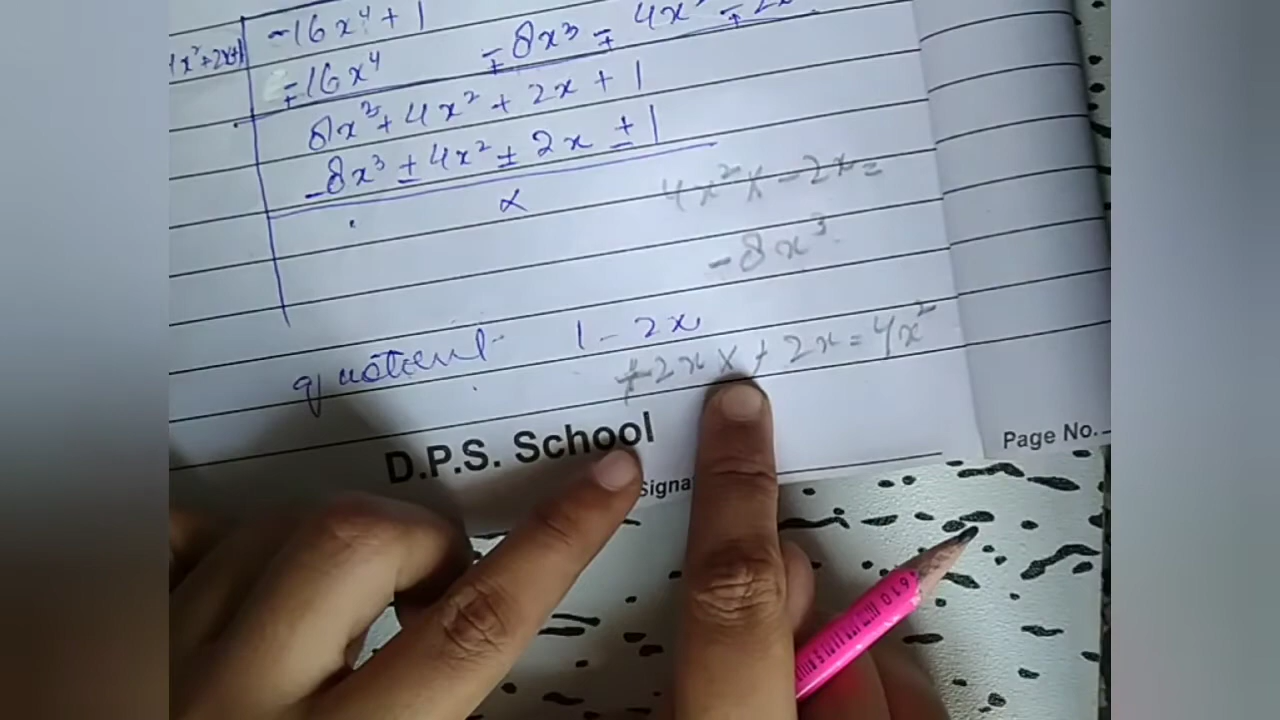 -16x⁴ + 1
4x²+2x+1
∓16x⁴ ∓8x³ ∓ 4x² ∓2x
8x³ + 4x² + 2x + 1
-8x³ ± 4x² ± 2x ± 1
x
4x² x - 2x =
-8x³
quotient 1 - 2x
+2x x + 2x = 4x²
D.P.S. School
Page No.